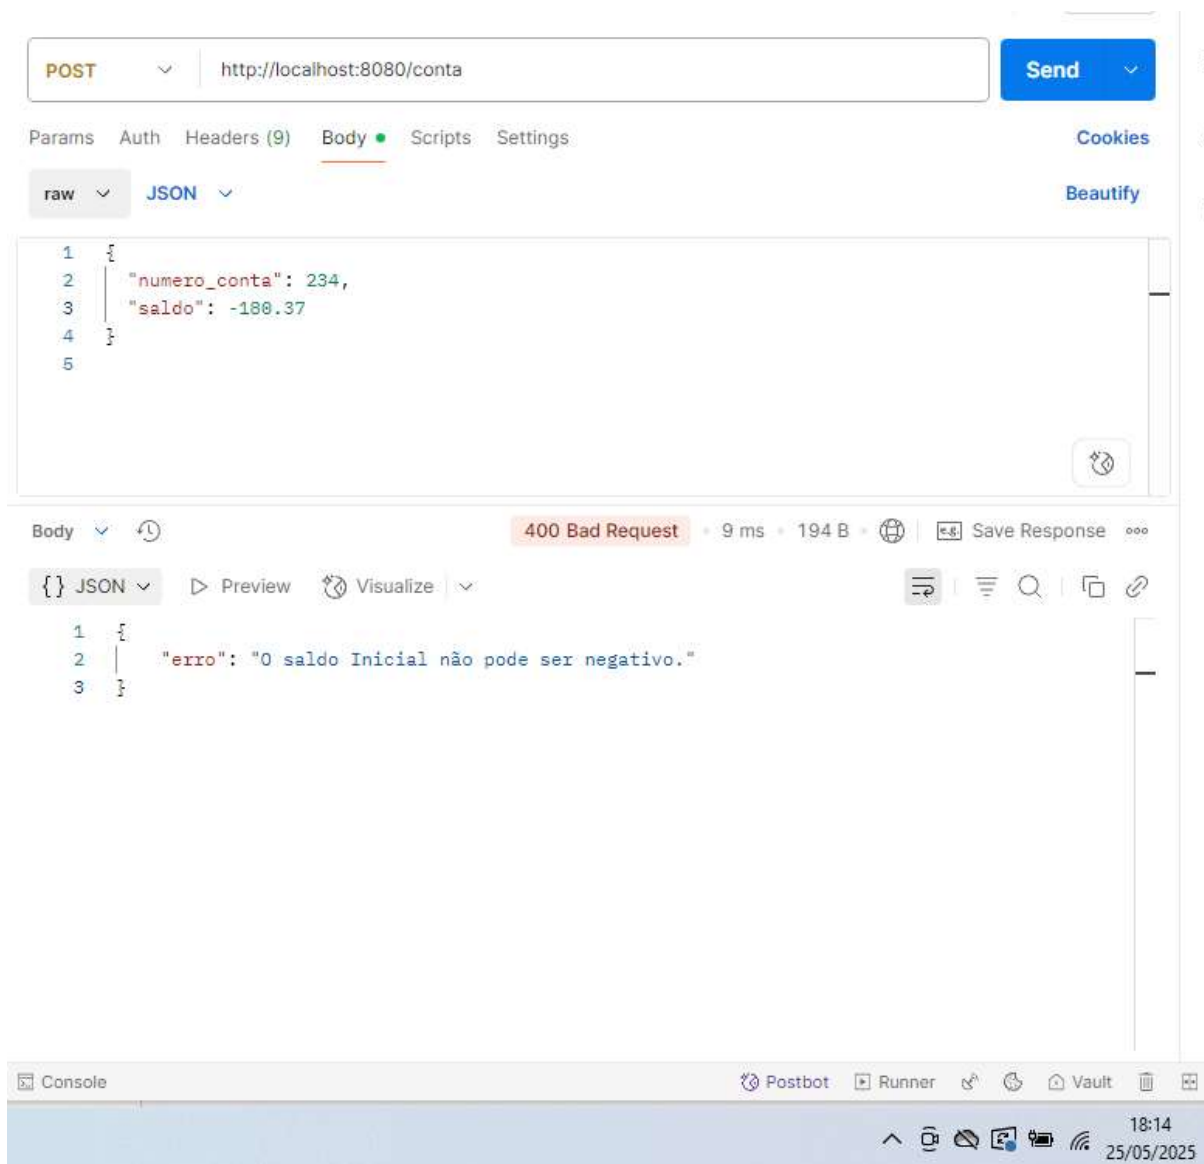 POST http://localhost:8080/conta Send
Params Auth Headers (9) Body Scripts Settings Cookies
raw JSON Beautify
1 {
2 "numero_conta": 234,
3 "saldo": -180.37
4 }
5
Body 400 Bad Request 9 ms 194 B e.g. Save Response
{} JSON Preview Visualize
1 {
2 "erro": "O saldo Inicial não pode ser negativo."
3 }
Console Postbot Runner Vault
18:14
25/05/2025